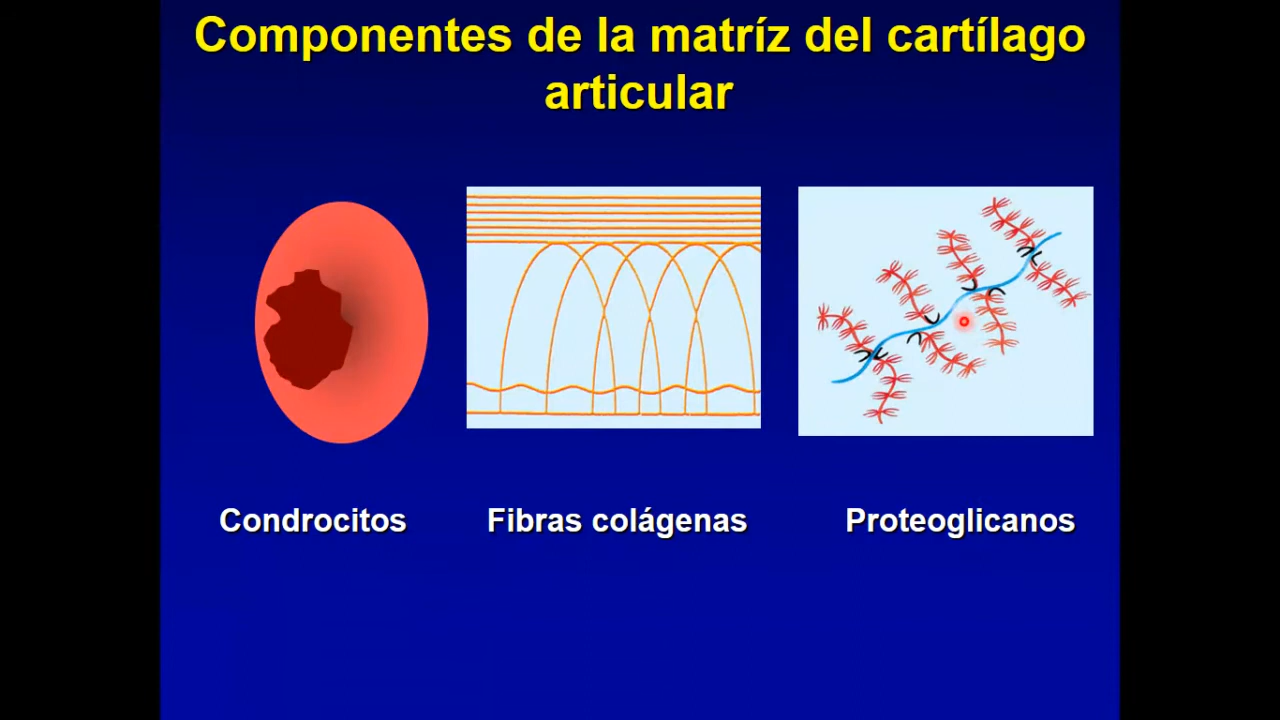 Componentes de la matríz del cartílago
articular
Condrocitos
Fibras colágenas
Proteoglicanos